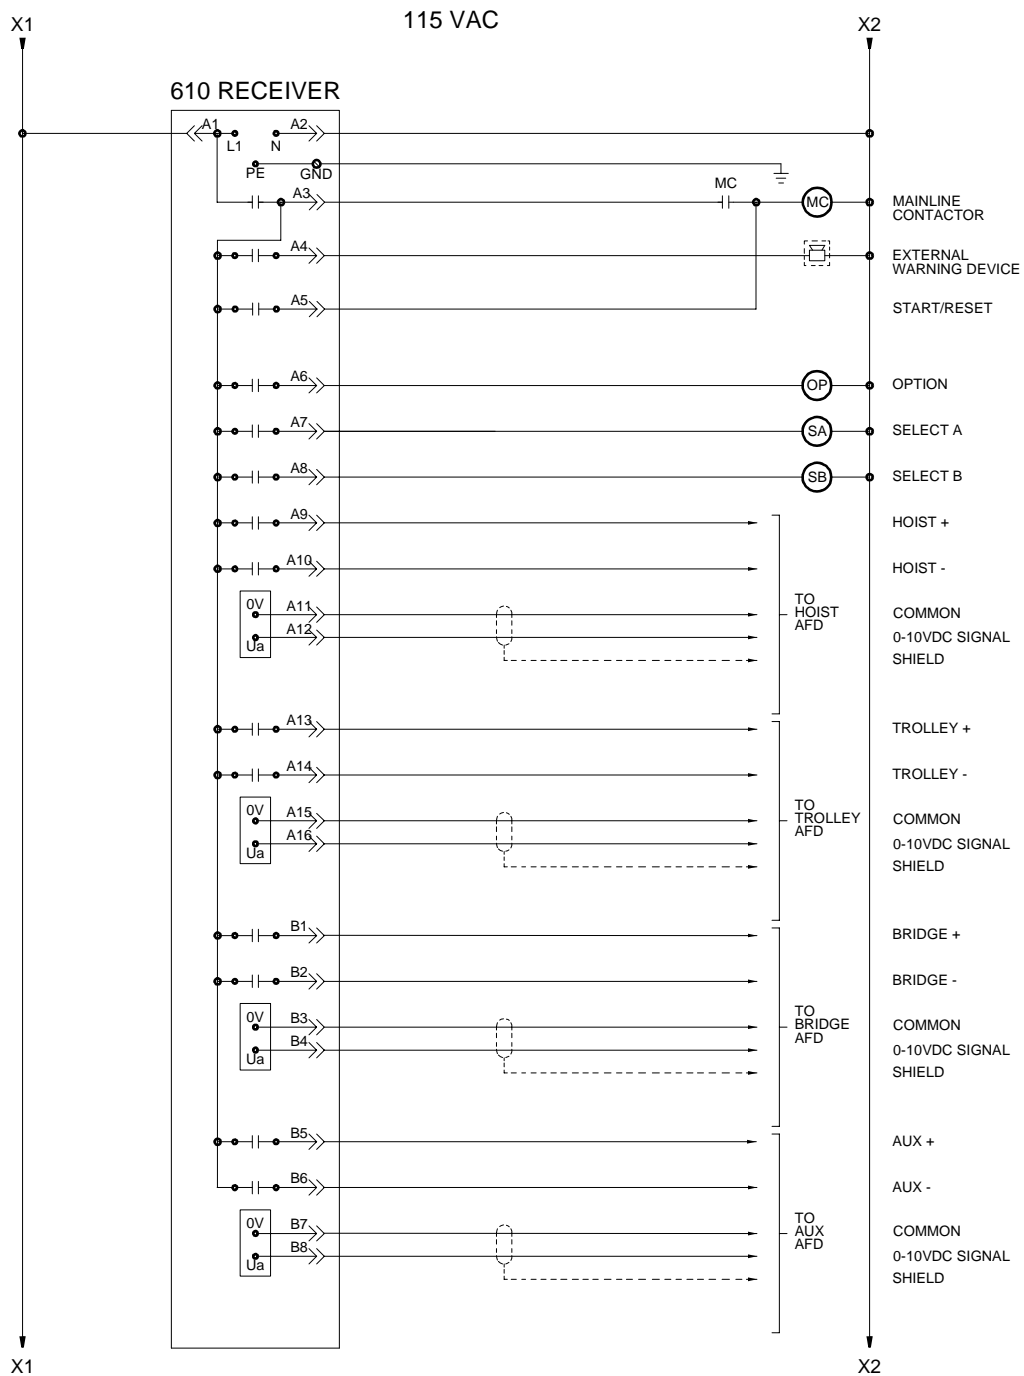 115 VAC
X1
X2
610 RECEIVER
A1
L1
N
A2
PE
GND
A3
MC
MC
MAINLINE
CONTACTOR
A4
EXTERNAL
WARNING DEVICE
A5
START/RESET
A6
OP
OPTION
A7
SA
SELECT A
A8
SB
SELECT B
A9
HOIST +
A10
HOIST -
0V
A11
COMMON
Ua
A12
0-10VDC SIGNAL
SHIELD
TO
HOIST
AFD
A13
TROLLEY +
A14
TROLLEY -
0V
A15
COMMON
Ua
A16
0-10VDC SIGNAL
SHIELD
TO
TROLLEY
AFD
B1
BRIDGE +
B2
BRIDGE -
0V
B3
COMMON
Ua
B4
0-10VDC SIGNAL
SHIELD
TO
BRIDGE
AFD
B5
AUX +
B6
AUX -
0V
B7
COMMON
Ua
B8
0-10VDC SIGNAL
SHIELD
TO
AUX
AFD
X1
X2